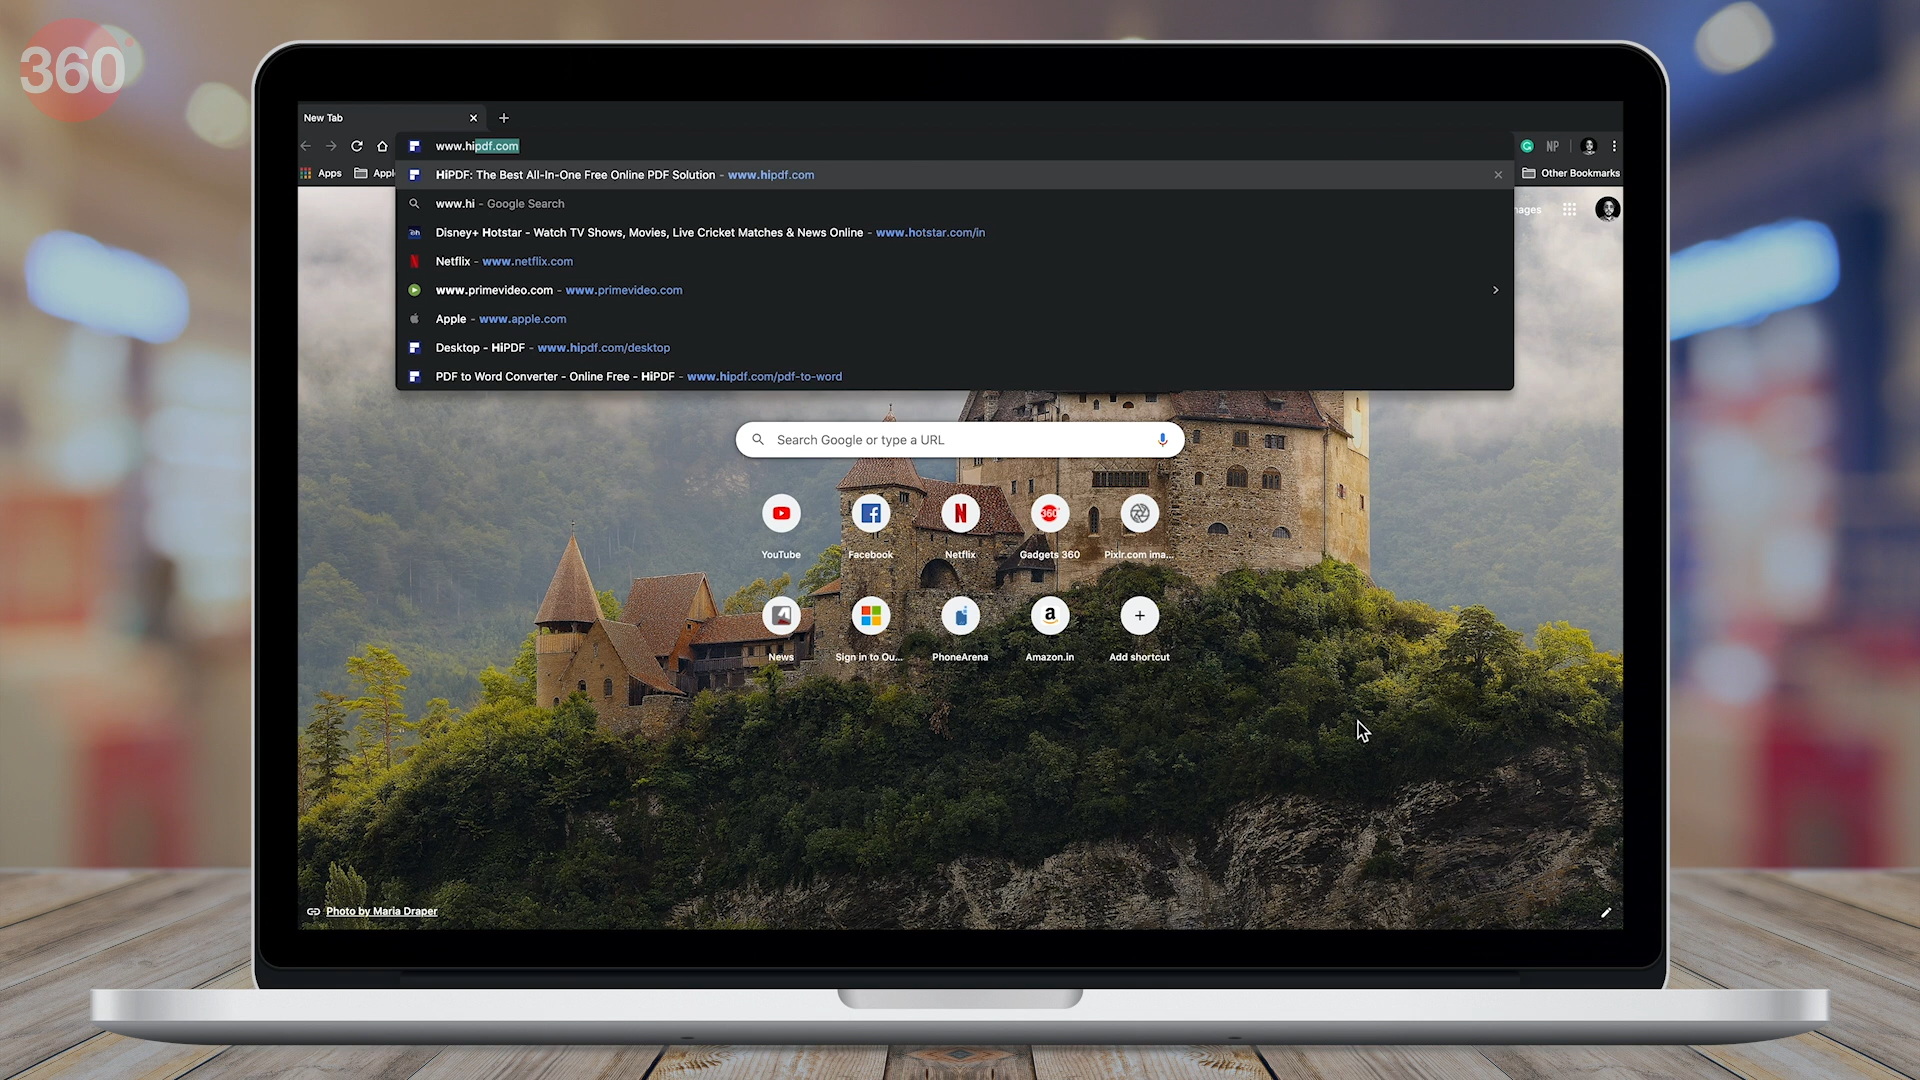 360
New Tab
www.hipdf.com
NP
Apps
Appl
HiPDF: The Best All-In-One Free Online PDF Solution - www.hipdf.com
Other Bookmarks
www.hi - Google Search
mages
Disney+ Hotstar - Watch TV Shows, Movies, Live Cricket Matches & News Online - www.hotstar.com/in
Netflix - www.netflix.com
www.primevideo.com - www.primevideo.com
Apple - www.apple.com
Desktop - HiPDF - www.hipdf.com/desktop
PDF to Word Converter - Online Free - HiPDF - www.hipdf.com/pdf-to-word
Search Google or type a URL
360
YouTube
Facebook
Netflix
Gadgets 360
Pixlr.com ima...
News
Sign in to Ou...
PhoneArena
Amazon.in
Add shortcut
Photo by Maria Draper